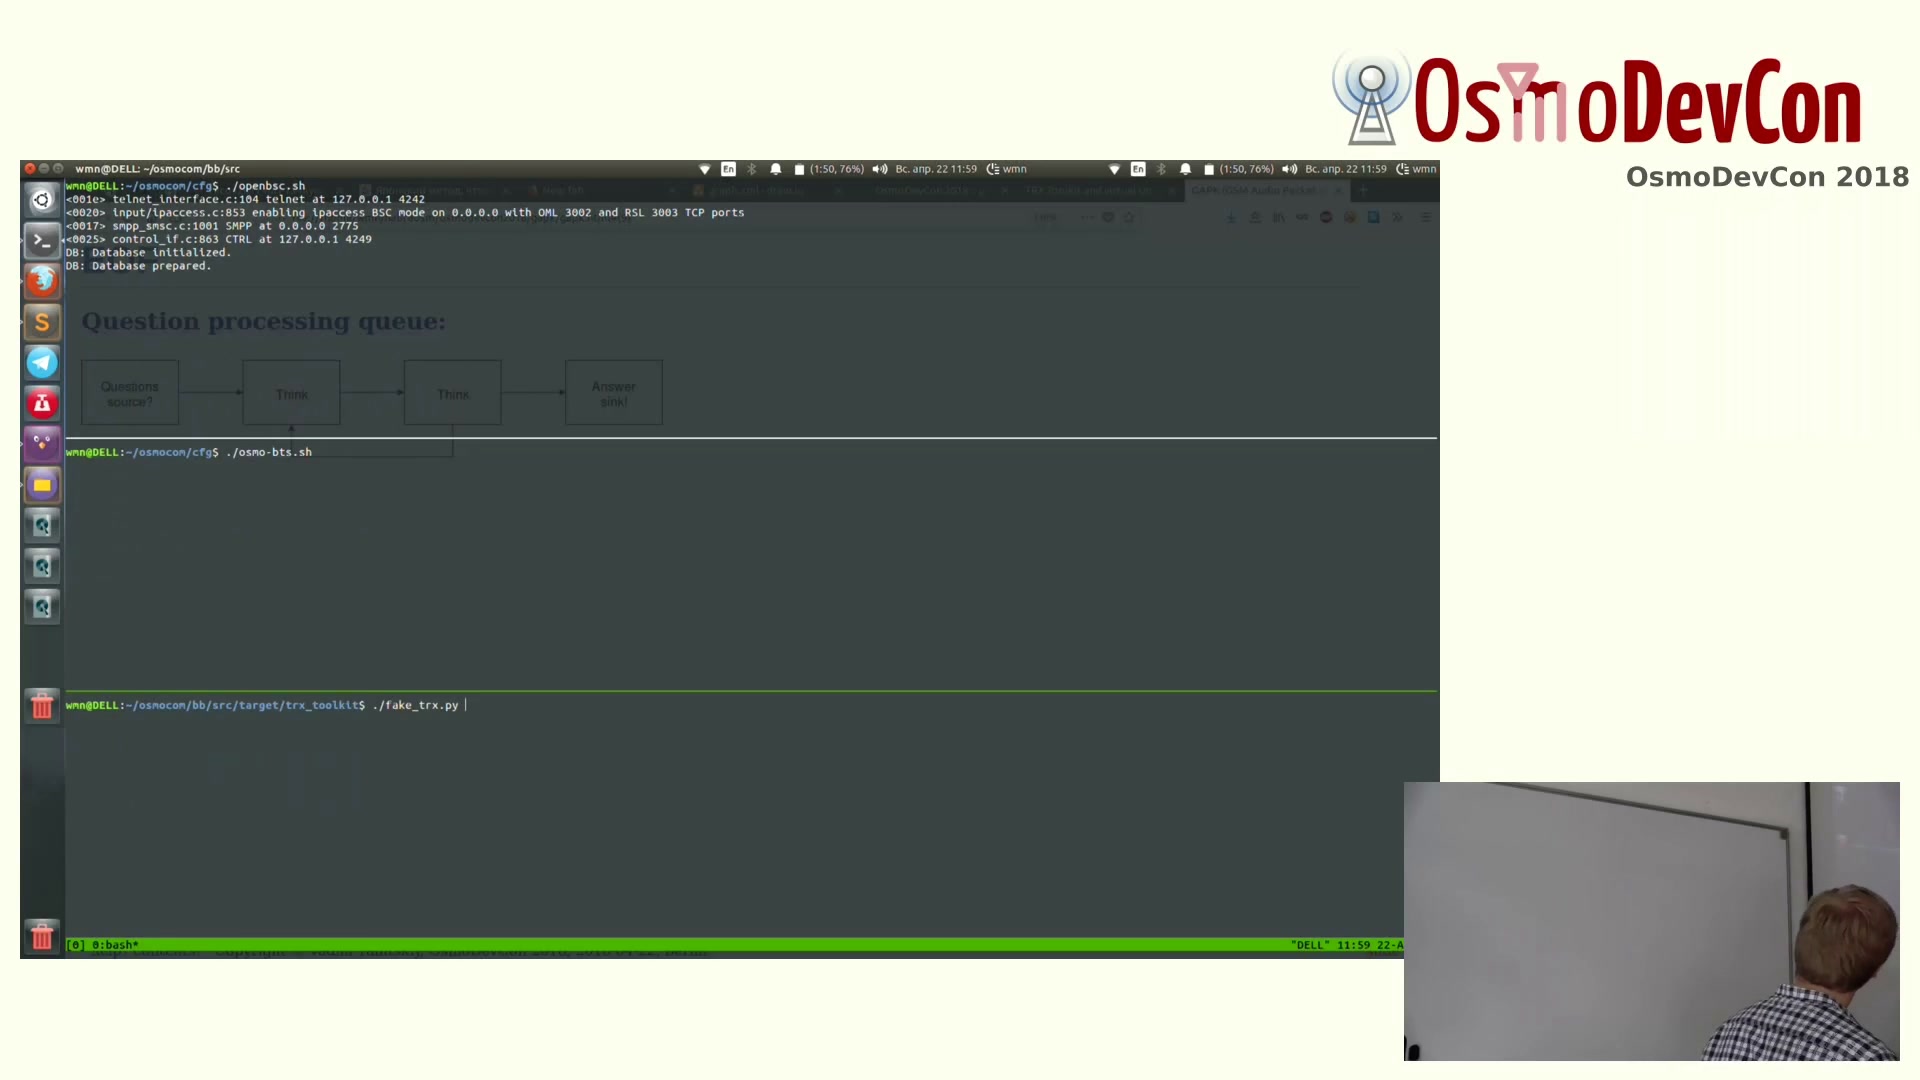 OsmoDevCon
OsmoDevCon 2018
wmn@DELL: ~/osmocom/bb/src
En (1:50, 76%) Вс. апр. 22 11:59 wmn
En (1:50, 76%) Вс. апр. 22 11:59 wmn
wmn@DELL:~/osmocom/cfg$ ./openbsc.sh
<001e> telnet_interface.c:104 telnet at 127.0.0.1 4242
<0020> input/ipaccess.c:853 enabling ipaccess BSC mode on 0.0.0.0 with OML 3002 and RSL 3003 TCP ports
<0017> smpp_smsc.c:1001 SMPP at 0.0.0.0 2775
<0025> control_if.c:863 CTRL at 127.0.0.1 4249
DB: Database initialized.
DB: Database prepared.
Question processing queue:
Questions source?
Think
Think
Answer sink!
wmn@DELL:~/osmocom/cfg$ ./osmo-bts.sh
wmn@DELL:~/osmocom/bb/src/target/trx_toolkit$ ./fake_trx.py
[0] 0:bash*
"DELL" 11:59 22-A